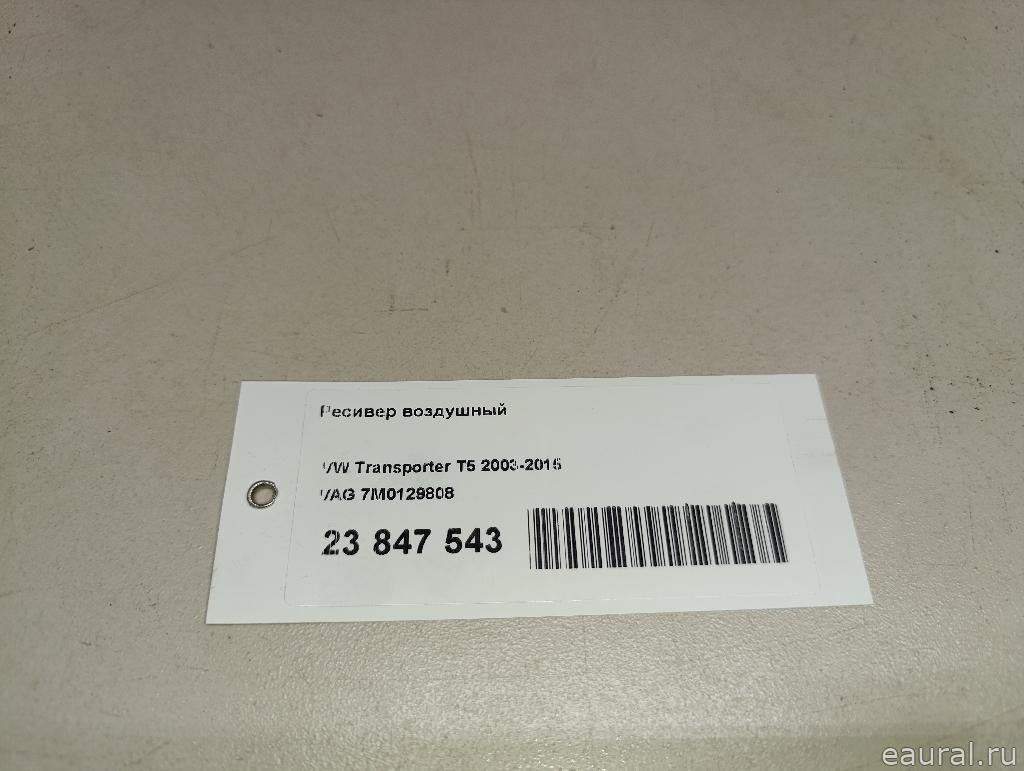 Ресивер воздушный
VW Transporter T5 2003-2015
VAG 7M0129808
23 847 543
eaural.ru